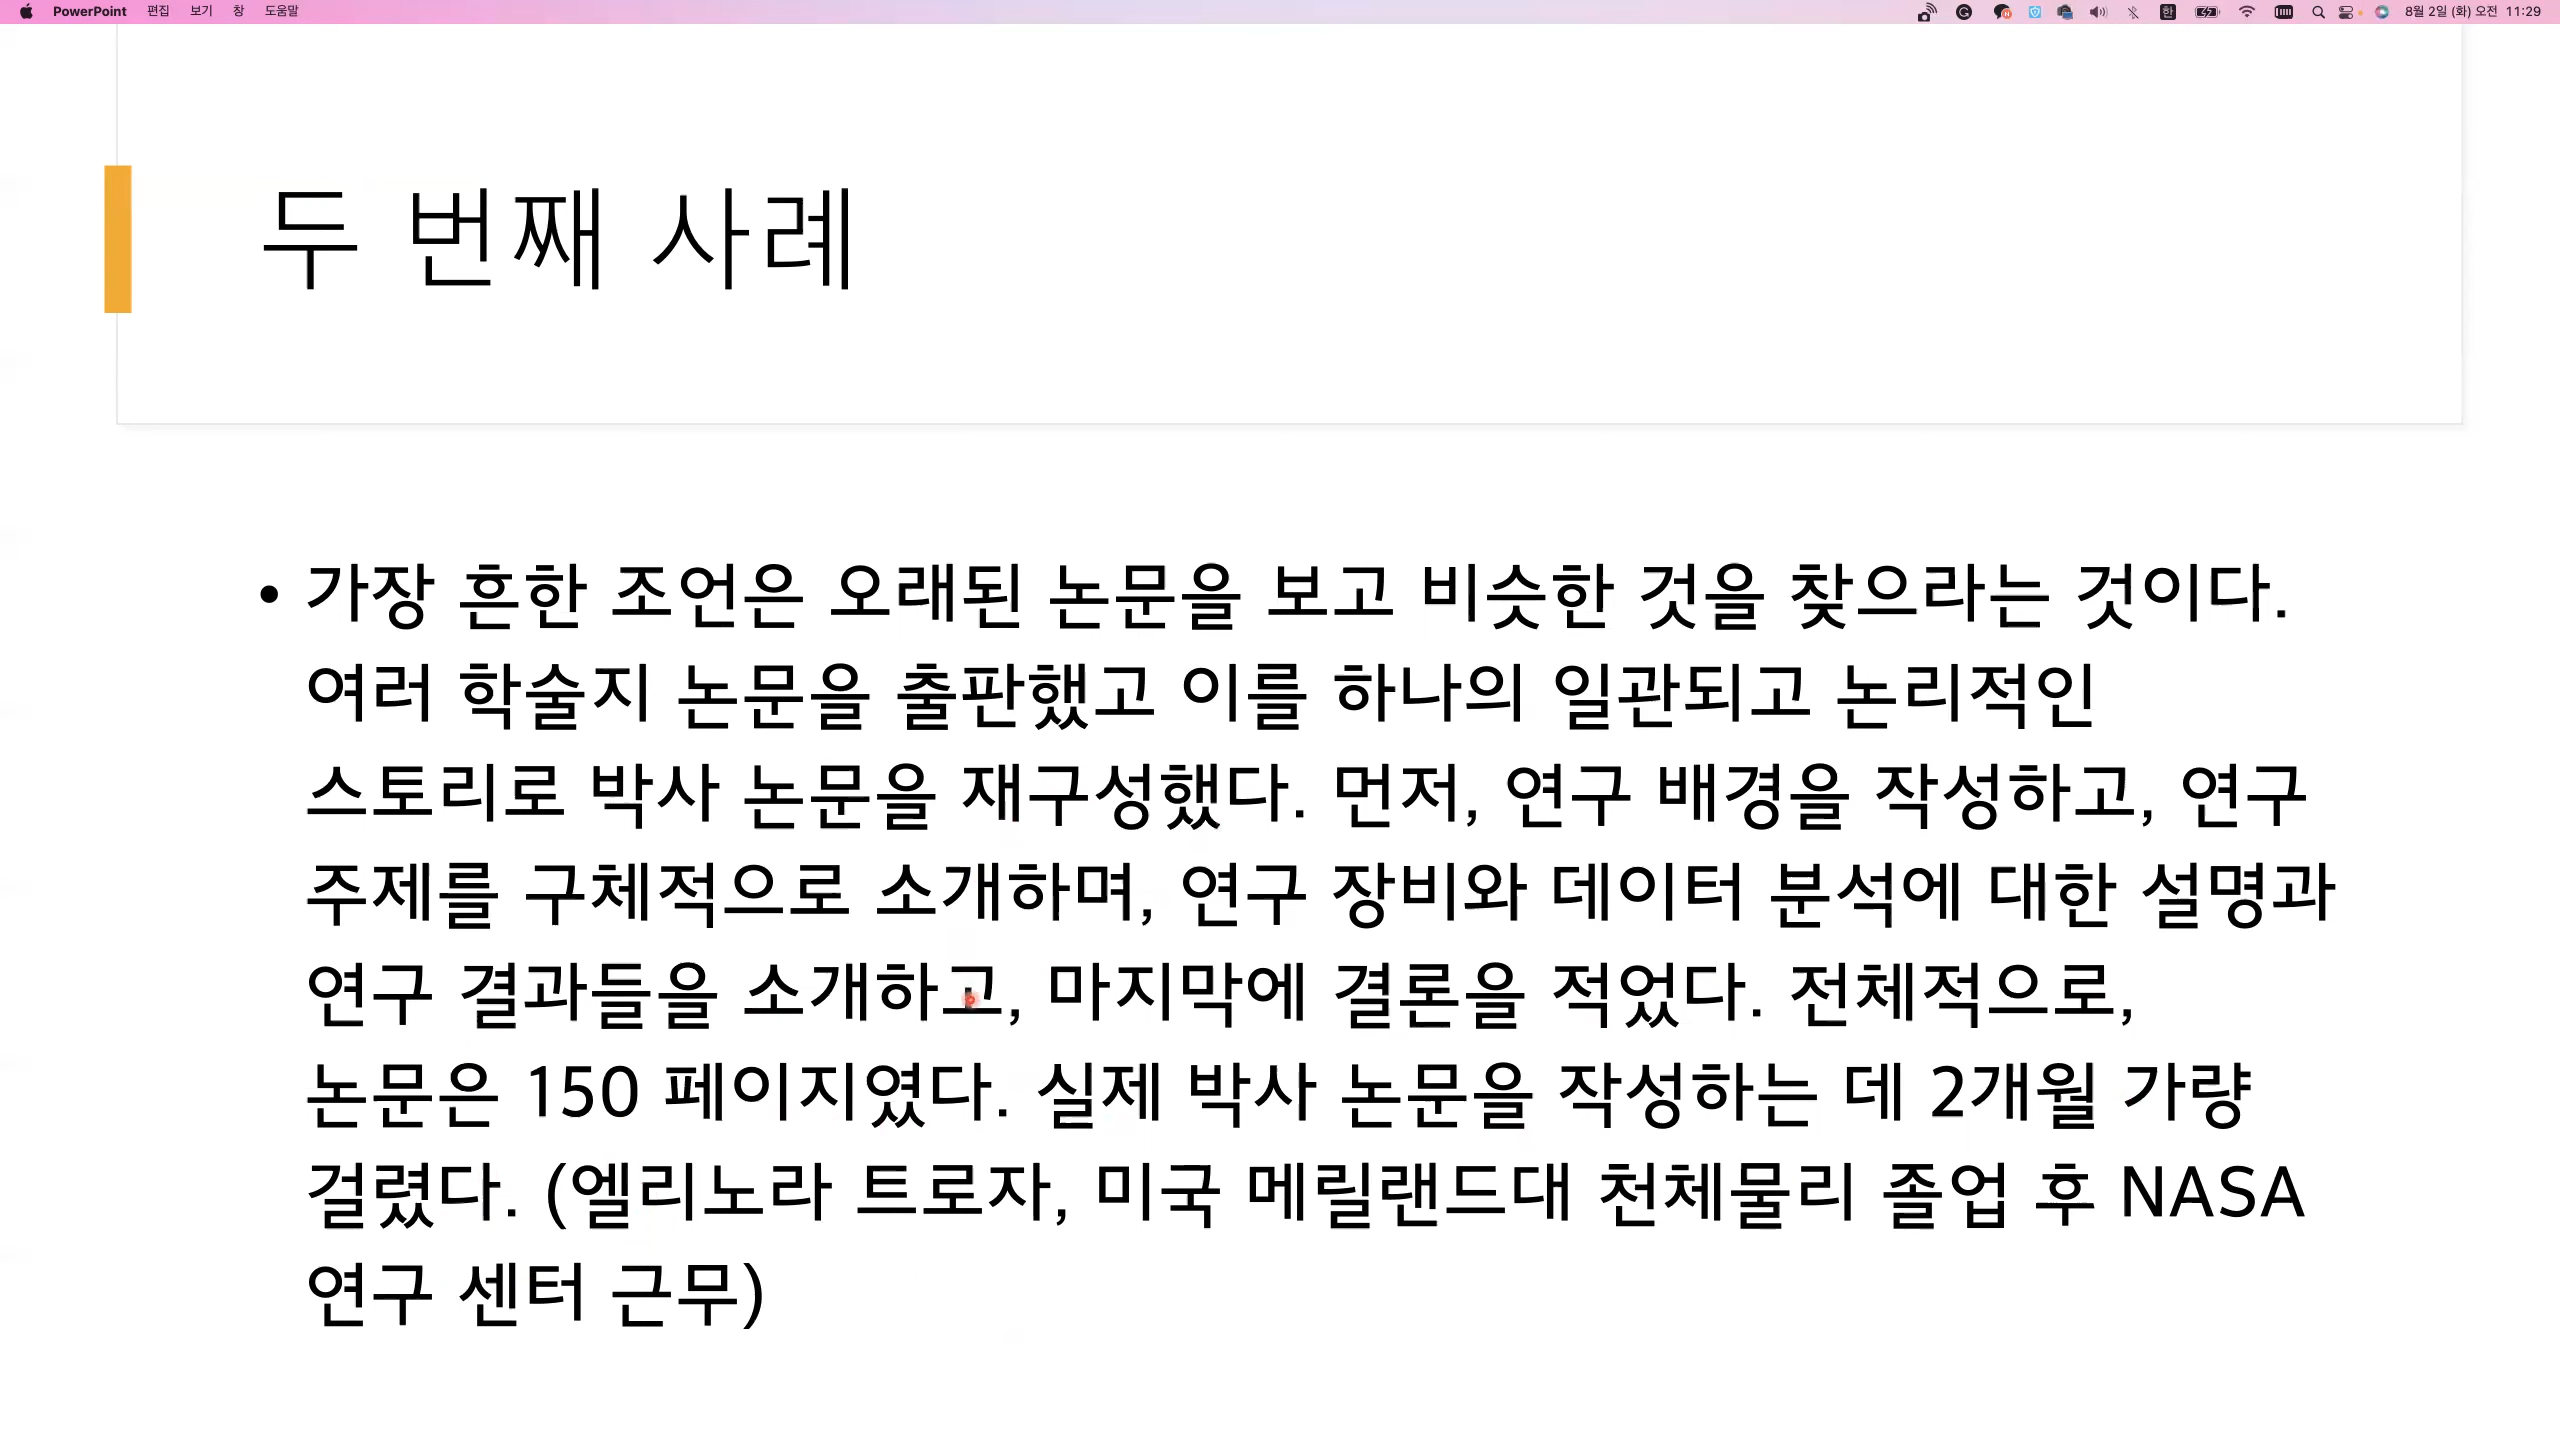 PowerPoint 편집 보기 창 도움말 한 8월 2일 (화) 오전 11:29
두 번째 사례
• 가장 흔한 조언은 오래된 논문을 보고 비슷한 것을 찾으라는 것이다.
여러 학술지 논문을 출판했고 이를 하나의 일관되고 논리적인
스토리로 박사 논문을 재구성했다. 먼저, 연구 배경을 작성하고, 연구
주제를 구체적으로 소개하며, 연구 장비와 데이터 분석에 대한 설명과
연구 결과들을 소개하고, 마지막에 결론을 적었다. 전체적으로,
논문은 150 페이지였다. 실제 박사 논문을 작성하는 데 2개월 가량
걸렸다. (엘리노라 트로자, 미국 메릴랜드대 천체물리 졸업 후 NASA
연구 센터 근무)